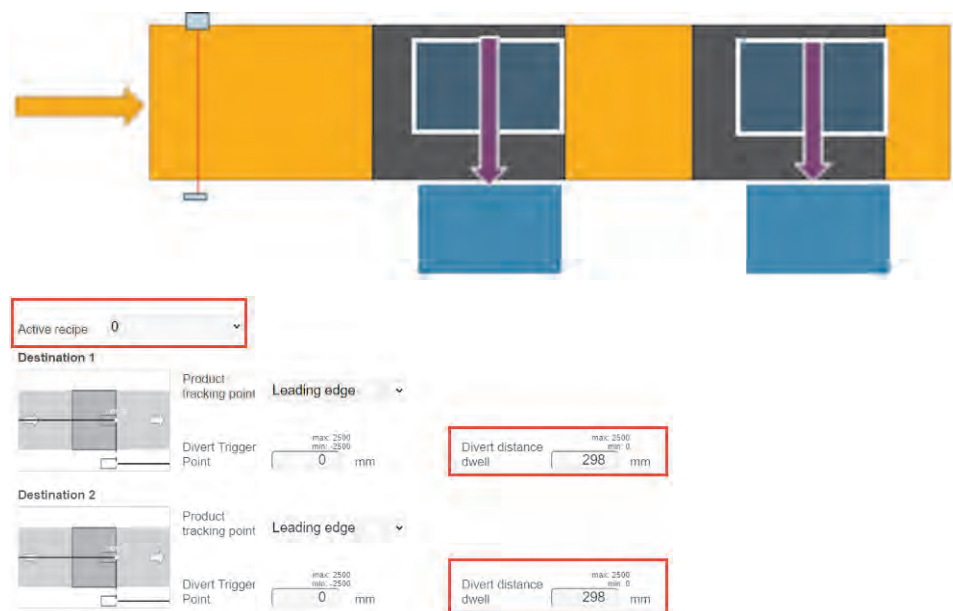 Active recipe 0
Destination 1
Product
tracking point Leading edge
Divert Trigger
Point
max: 2500
min: -2500
0 mm
Divert distance
dwell
max: 2500
min: 0
298 mm
Destination 2
Product
tracking point Leading edge
Divert Trigger
Point
max: 2500
min: -2500
0 mm
Divert distance
dwell
max: 2500
min: 0
298 mm